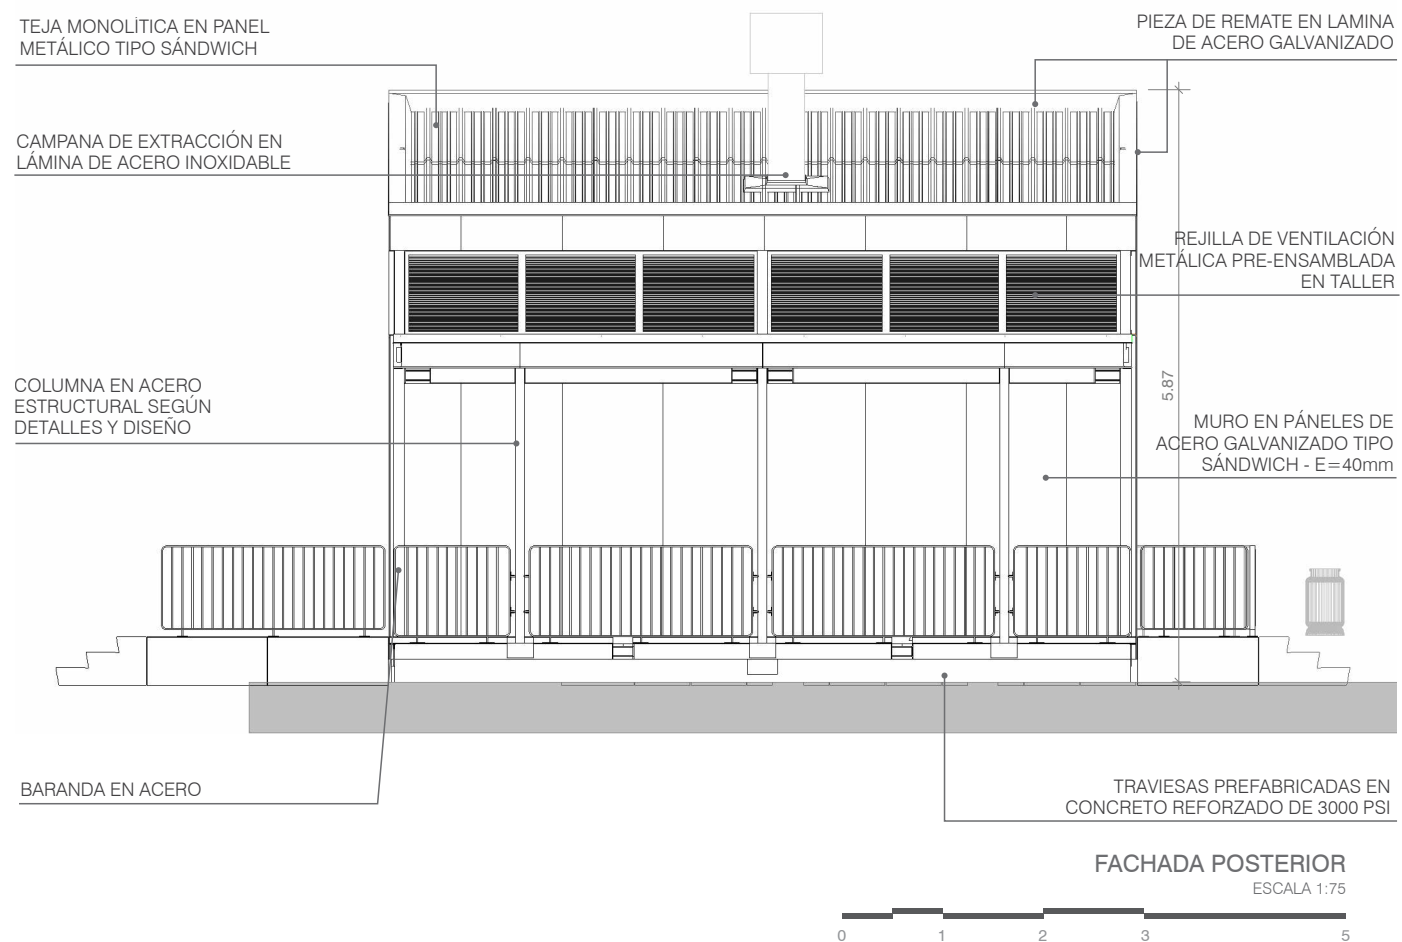 TEJA MONOLÍTICA EN PANEL
METÁLICO TIPO SÁNDWICH
PIEZA DE REMATE EN LAMINA
DE ACERO GALVANIZADO
CAMPANA DE EXTRACCIÓN EN
LÁMINA DE ACERO INOXIDABLE
REJILLA DE VENTILACIÓN
METÁLICA PRE-ENSAMBLADA
EN TALLER
COLUMNA EN ACERO
ESTRUCTURAL SEGÚN
DETALLES Y DISEÑO
5.87
MURO EN PÁNELES DE
ACERO GALVANIZADO TIPO
SÁNDWICH - E=40mm
BARANDA EN ACERO
TRAVIESAS PREFABRICADAS EN
CONCRETO REFORZADO DE 3000 PSI
FACHADA POSTERIOR
ESCALA 1:75
0 1 2 3 5